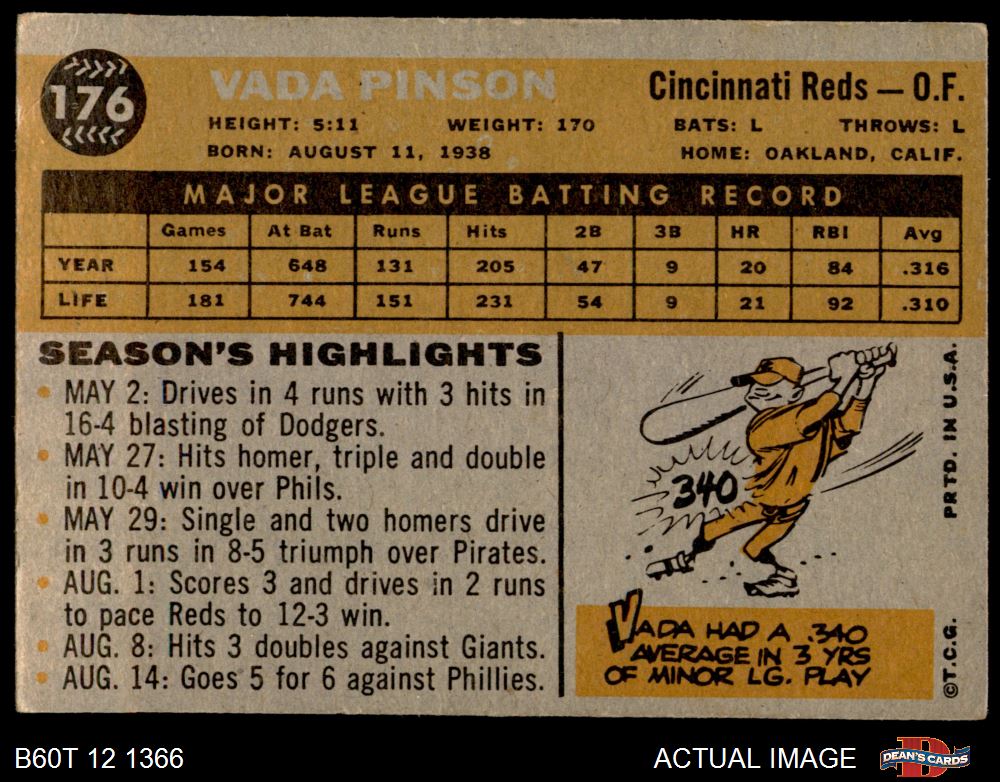 176
VADA PINSON
Cincinnati Reds — O.F.
HEIGHT: 5:11 WEIGHT: 170 BATS: L THROWS: L
BORN: AUGUST 11, 1938 HOME: OAKLAND, CALIF.
MAJOR LEAGUE BATTING RECORD
Games At Bat Runs Hits 2B 3B HR RBI Avg
YEAR 154 648 131 205 47 9 20 84 .316
LIFE 181 744 151 231 54 9 21 92 .310
SEASON'S HIGHLIGHTS
• MAY 2: Drives in 4 runs with 3 hits in
16-4 blasting of Dodgers.
• MAY 27: Hits homer, triple and double
in 10-4 win over Phils.
• MAY 29: Single and two homers drive
in 3 runs in 8-5 triumph over Pirates.
• AUG. 1: Scores 3 and drives in 2 runs
to pace Reds to 12-3 win.
• AUG. 8: Hits 3 doubles against Giants.
• AUG. 14: Goes 5 for 6 against Phillies.
340
VADA HAD A .340
AVERAGE IN 3 YRS
OF MINOR LG. PLAY
©T.C.G. PRTD. IN U.S.A.
B60T 12 1366
ACTUAL IMAGE
D
DEAN'S CARDS